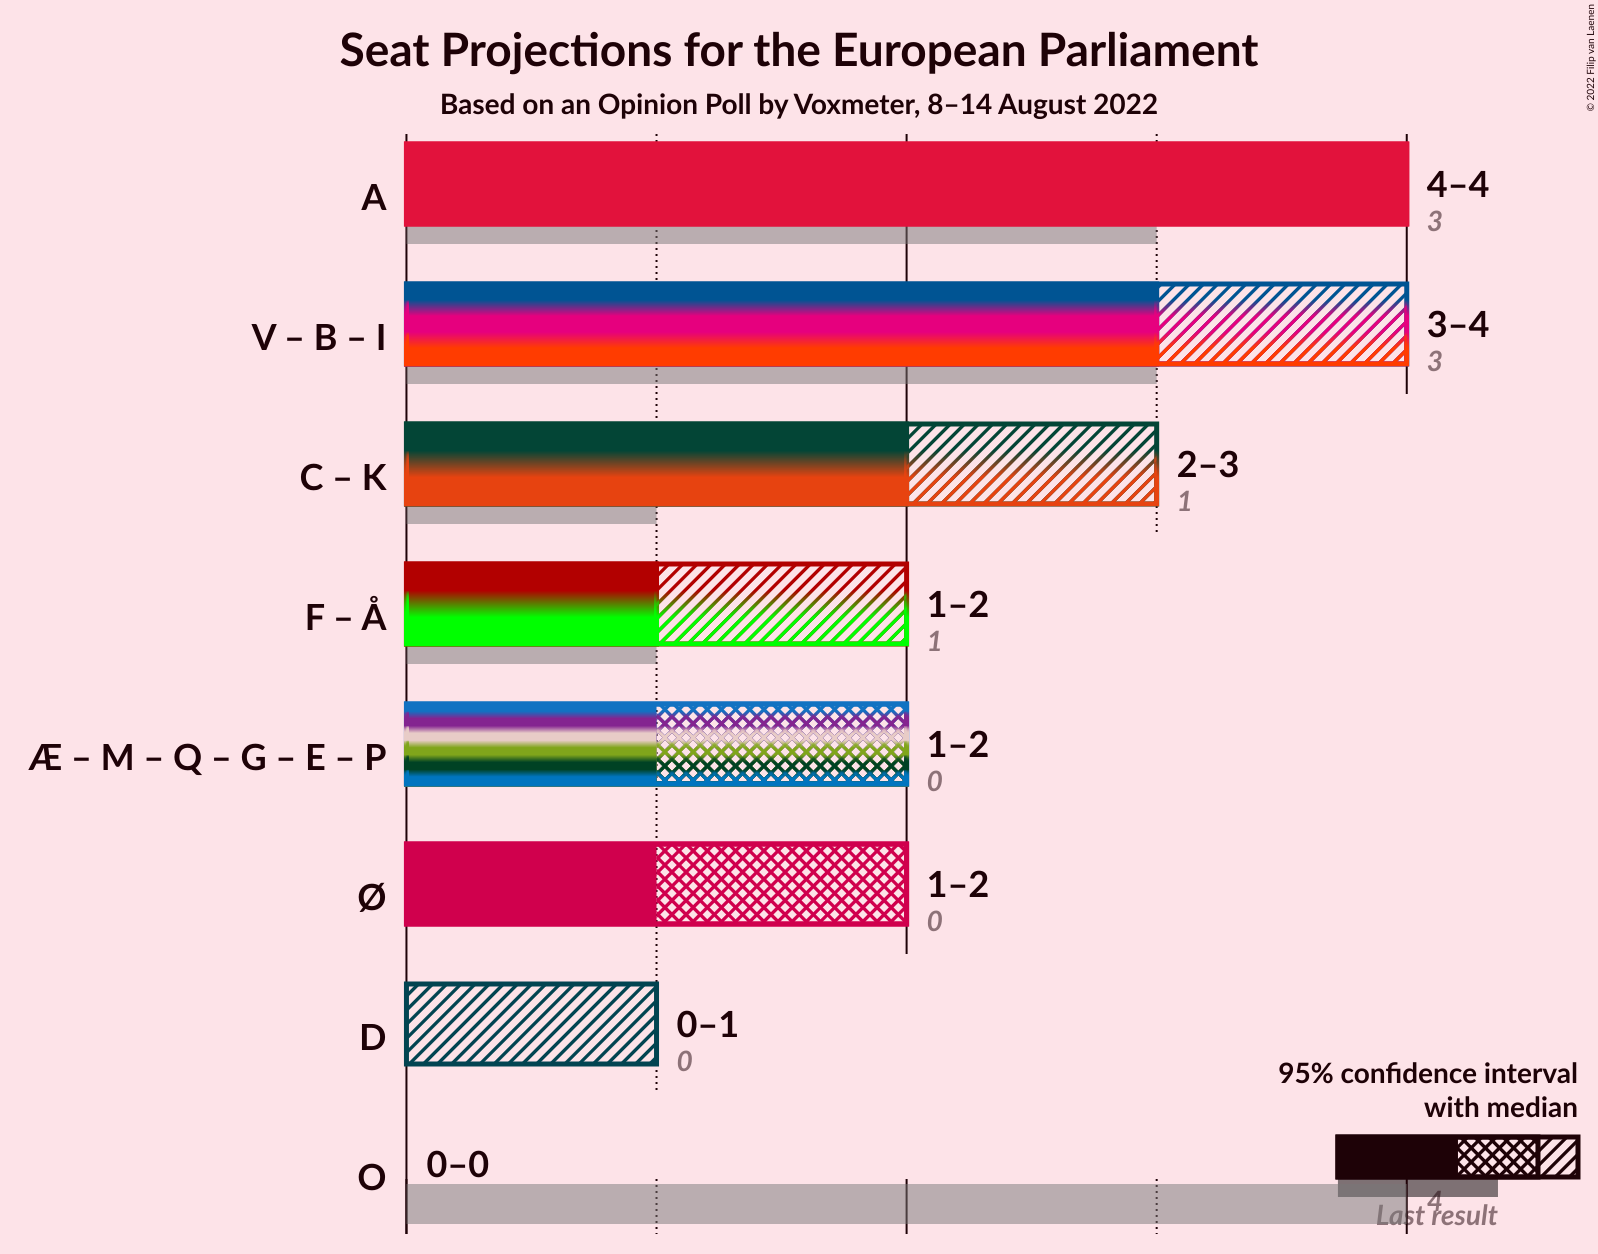 Seat Projections for the European Parliament
Based on an Opinion Poll by Voxmeter, 8–14 August 2022
© 2022 Filip van Laenen
A
4–4
3
V – B – I
3–4
3
C – K
2–3
1
F – Å
1–2
1
Æ – M – Q – G – E – P
1–2
0
Ø
1–2
0
D
0–1
0
O
0–0
4
95% confidence interval
with median
Last result